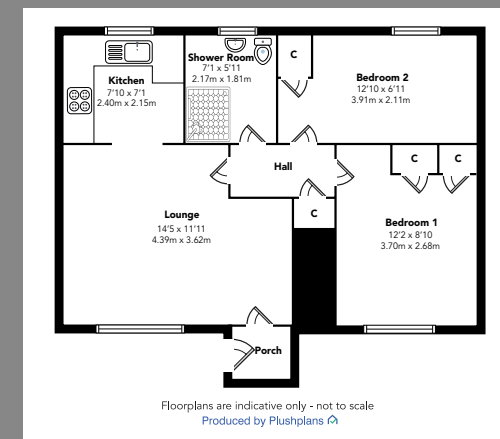 Kitchen
7'10 x 7'1
2.40m x 2.15m
Shower Room
7'1 x 5'11
2.17m x 1.81m
C
Bedroom 2
12'10 x 6'11
3.91m x 2.11m
Hall
C
C
C
Lounge
14'5 x 11'11
4.39m x 3.62m
Bedroom 1
12'2 x 8'10
3.70m x 2.68m
Porch
Floorplans are indicative only - not to scale
Produced by Plushplans